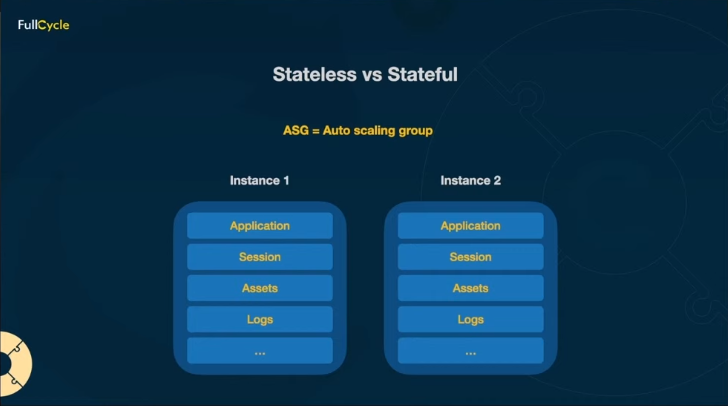 FullCycle
Stateless vs Stateful
ASG = Auto scaling group
Instance 1
Application
Session
Assets
Logs
...
Instance 2
Application
Session
Assets
Logs
...